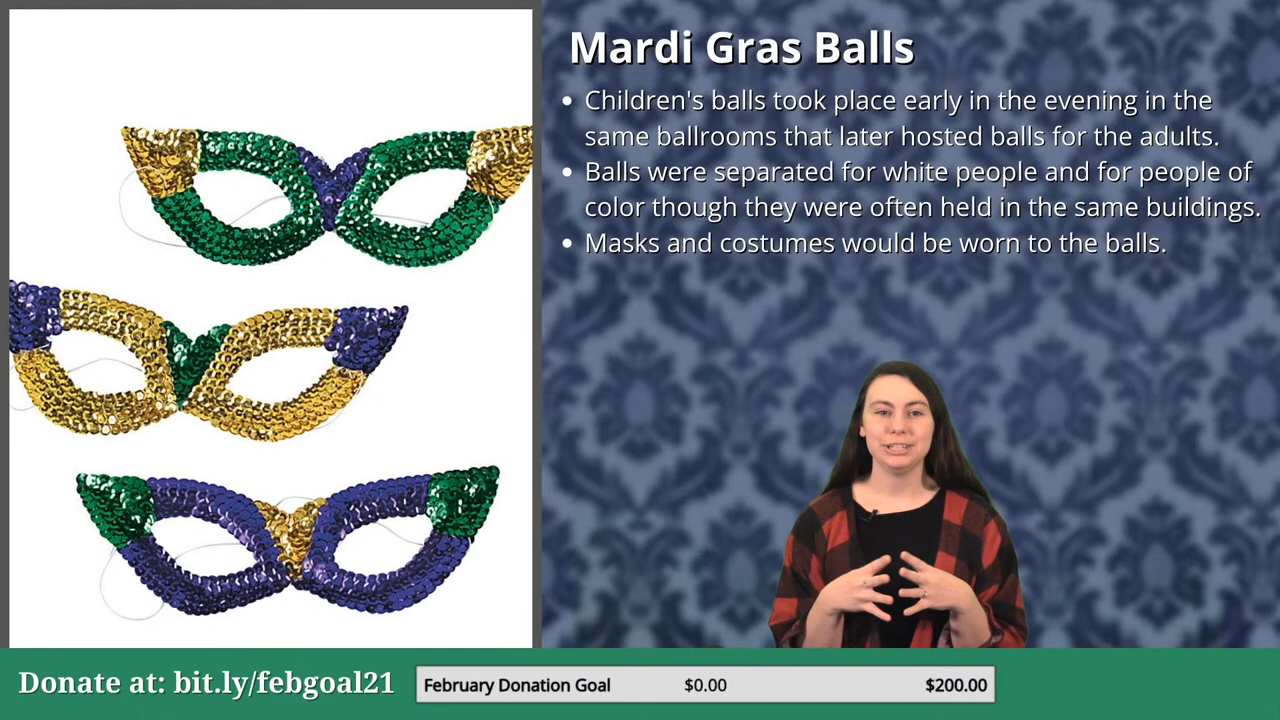 Mardi Gras Balls
• Children's balls took place early in the evening in the
same ballrooms that later hosted balls for the adults.
• Balls were separated for white people and for people of
color though they were often held in the same buildings.
• Masks and costumes would be worn to the balls.
Donate at: bit.ly/febgoal21
February Donation Goal $0.00 $200.00